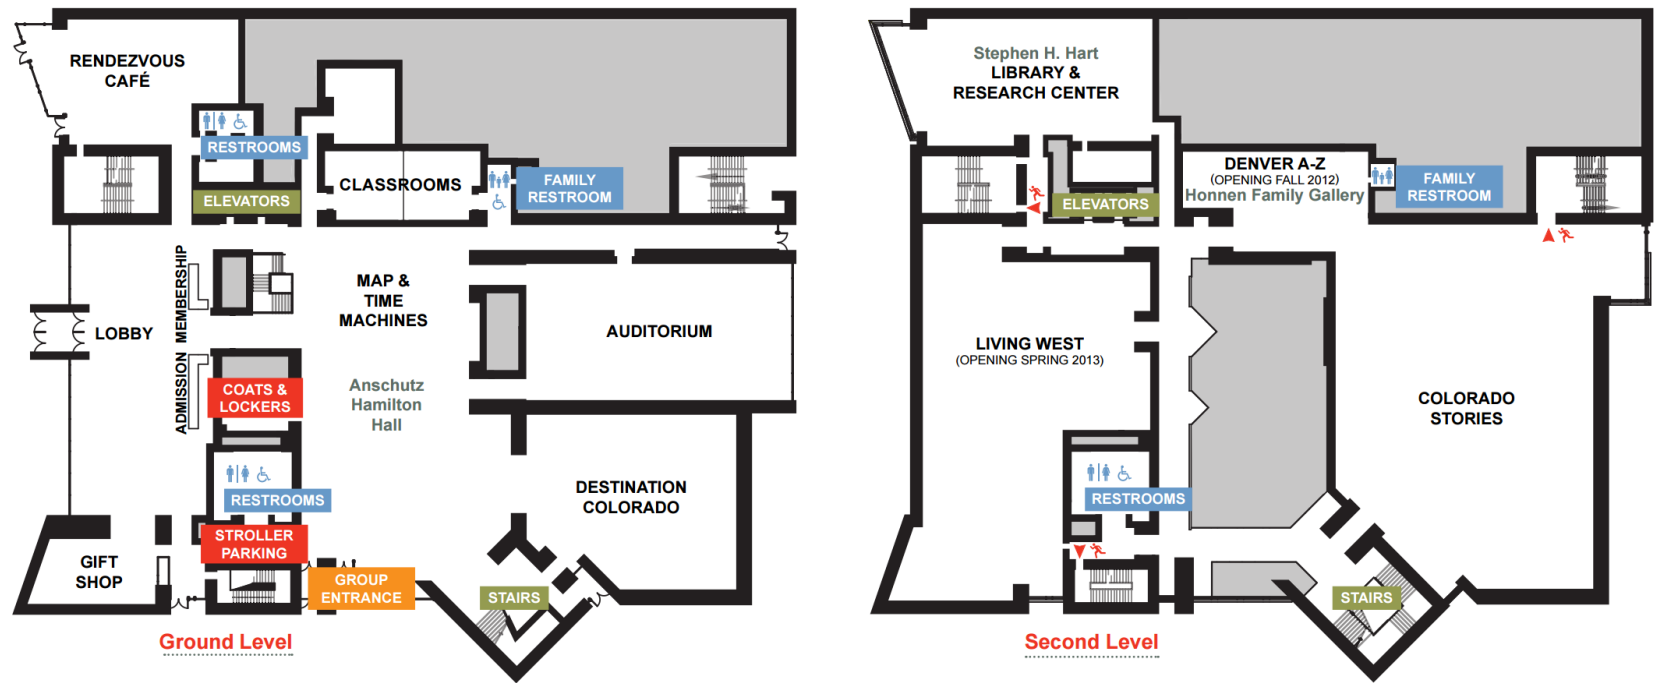 RENDEZVOUS
CAFÉ
RESTROOMS
CLASSROOMS
FAMILY
RESTROOM
ELEVATORS
MEMBERSHIP
MAP &
TIME
MACHINES
LOBBY
AUDITORIUM
ADMISSION
COATS &
LOCKERS
Anschutz
Hamilton
Hall
RESTROOMS
DESTINATION
COLORADO
STROLLER
PARKING
GIFT
SHOP
GROUP
ENTRANCE
STAIRS
Ground Level
Stephen H. Hart
LIBRARY &
RESEARCH CENTER
DENVER A-Z
(OPENING FALL 2012)
Honnen Family Gallery
FAMILY
RESTROOM
ELEVATORS
LIVING WEST
(OPENING SPRING 2013)
COLORADO
STORIES
RESTROOMS
STAIRS
Second Level